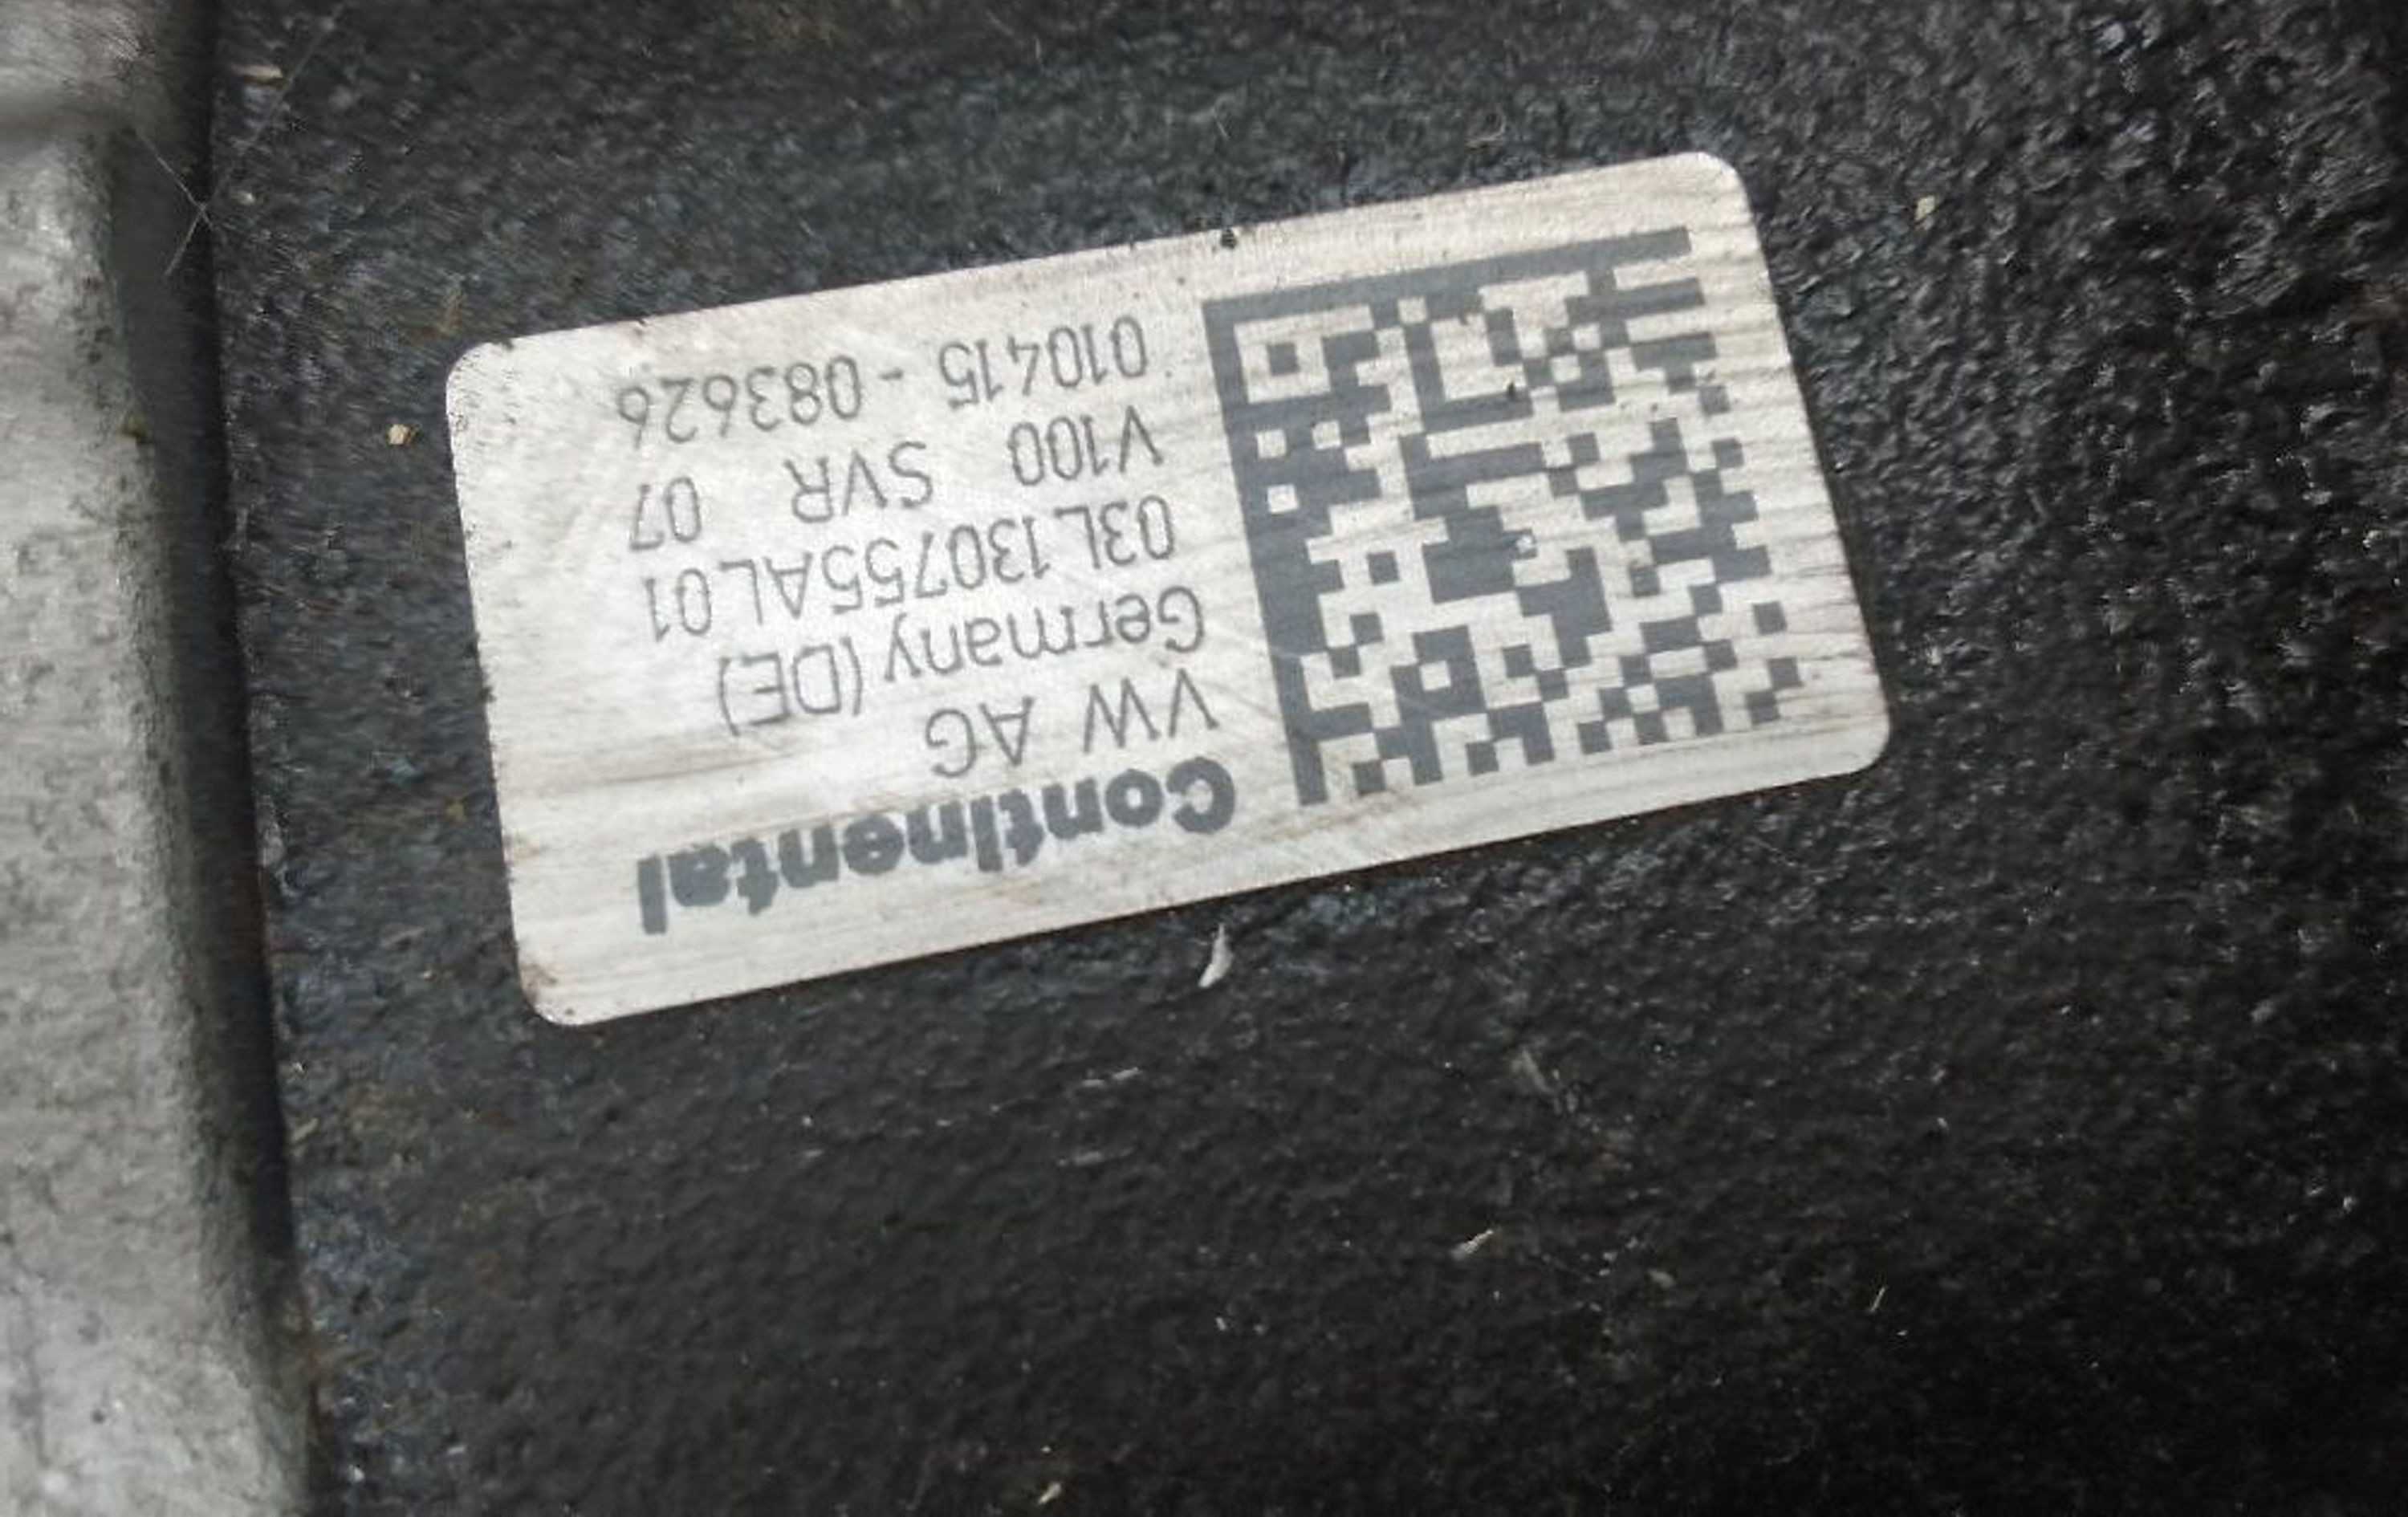 Continental
VW AG
Germany (DE)
03L130755AL 01
V100 SVR 07
010415 - 083626